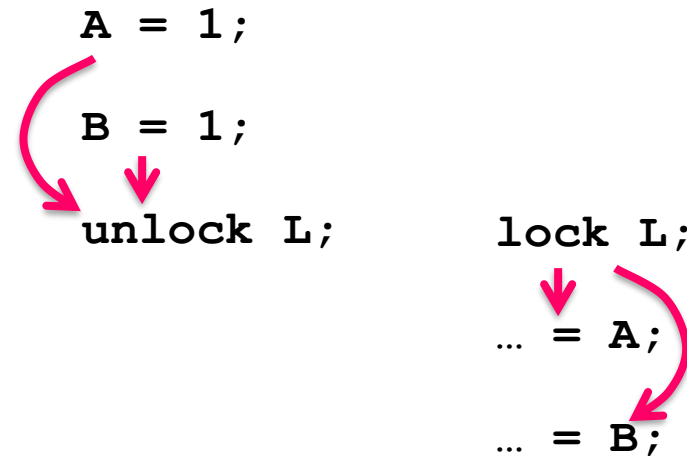 A = 1;
B = 1;
unlock L;
lock L;
… = A;
… = B;